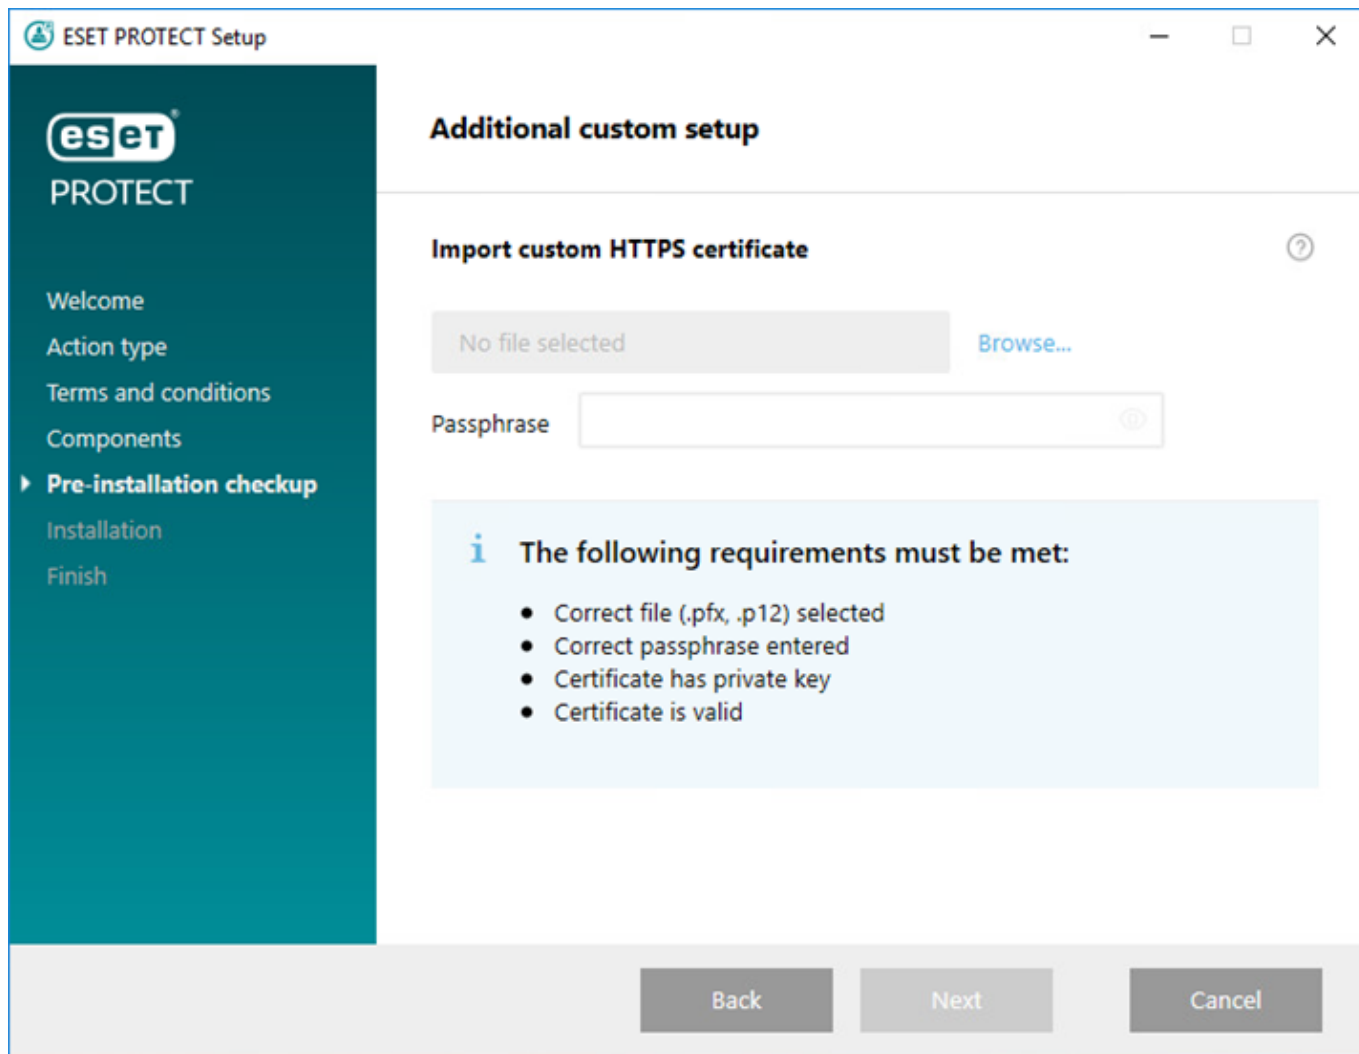 ESET PROTECT Setup
eset®
PROTECT
Welcome
Action type
Terms and conditions
Components
Pre-installation checkup
Installation
Finish
Additional custom setup
Import custom HTTPS certificate
?
No file selected
Browse...
Passphrase
i The following requirements must be met:
• Correct file (.pfx, .p12) selected
• Correct passphrase entered
• Certificate has private key
• Certificate is valid
Back
Next
Cancel